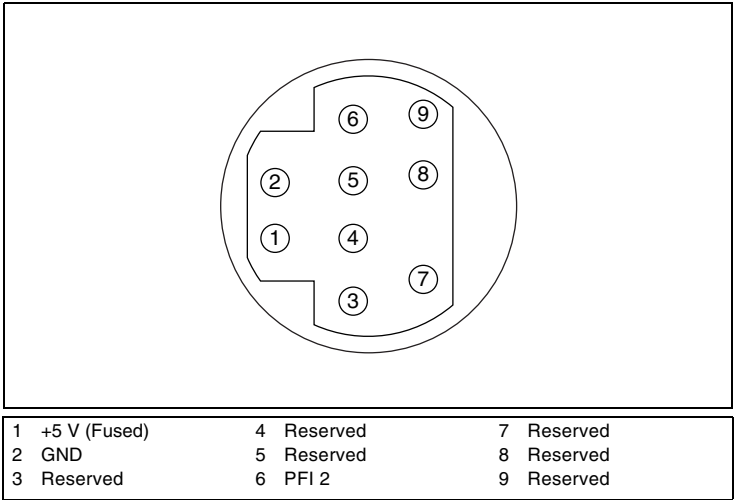 6 9
2 5 8
1 4
7
3
1 +5 V (Fused) 4 Reserved 7 Reserved
2 GND 5 Reserved 8 Reserved
3 Reserved 6 PFI 2 9 Reserved